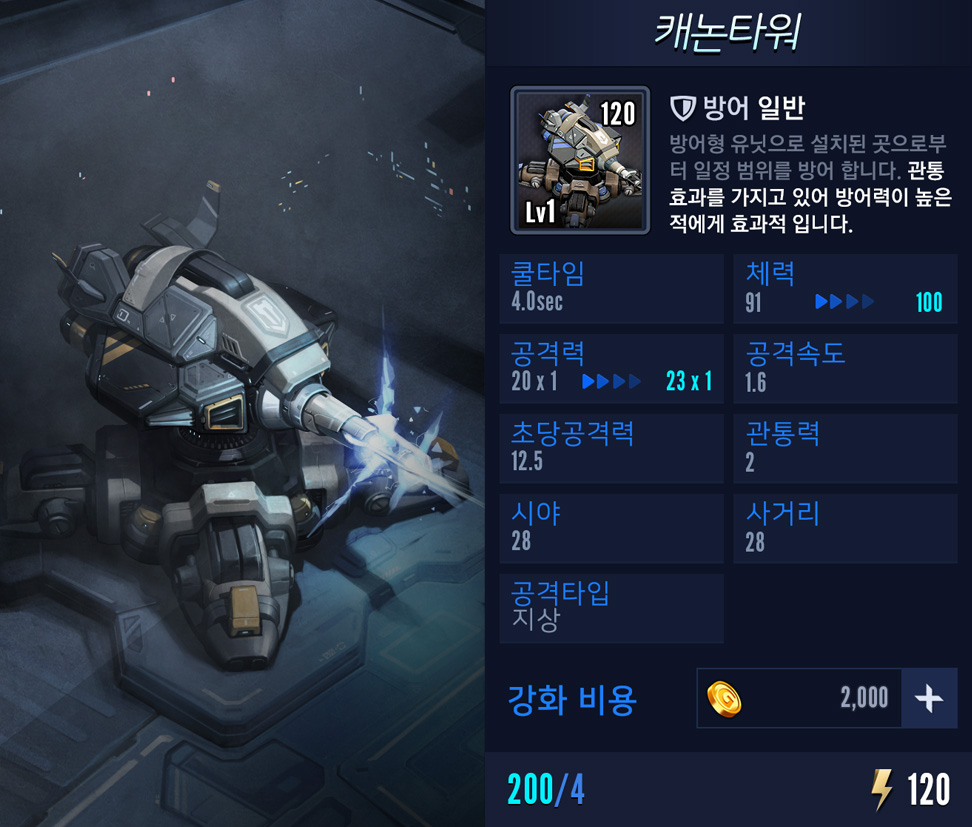 캐논타워
120
Lv1
방어 일반
방어형 유닛으로 설치된 곳으로부
터 일정 범위를 방어 합니다. 관통
효과를 가지고 있어 방어력이 높은
적에게 효과적 입니다.
쿨타임
4.0sec
체력
91 100
공격력
20 x 1 23 x 1
공격속도
1.6
초당공격력
12.5
관통력
2
시야
28
사거리
28
공격타입
지상
강화 비용
2,000
200/4
120